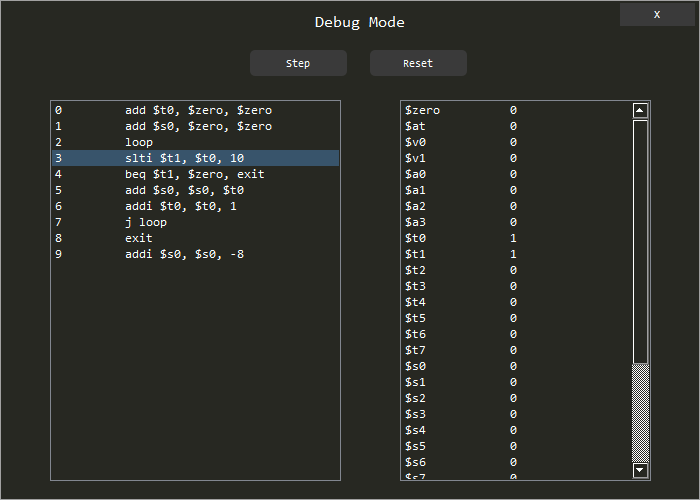 Debug Mode
X
Step Reset
0 add $t0, $zero, $zero
1 add $s0, $zero, $zero
2 loop
3 slti $t1, $t0, 10
4 beq $t1, $zero, exit
5 add $s0, $s0, $t0
6 addi $t0, $t0, 1
7 j loop
8 exit
9 addi $s0, $s0, -8
$zero 0
$at 0
$v0 0
$v1 0
$a0 0
$a1 0
$a2 0
$a3 0
$t0 1
$t1 1
$t2 0
$t3 0
$t4 0
$t5 0
$t6 0
$t7 0
$s0 0
$s1 0
$s2 0
$s3 0
$s4 0
$s5 0
$s6 0
$s7 0